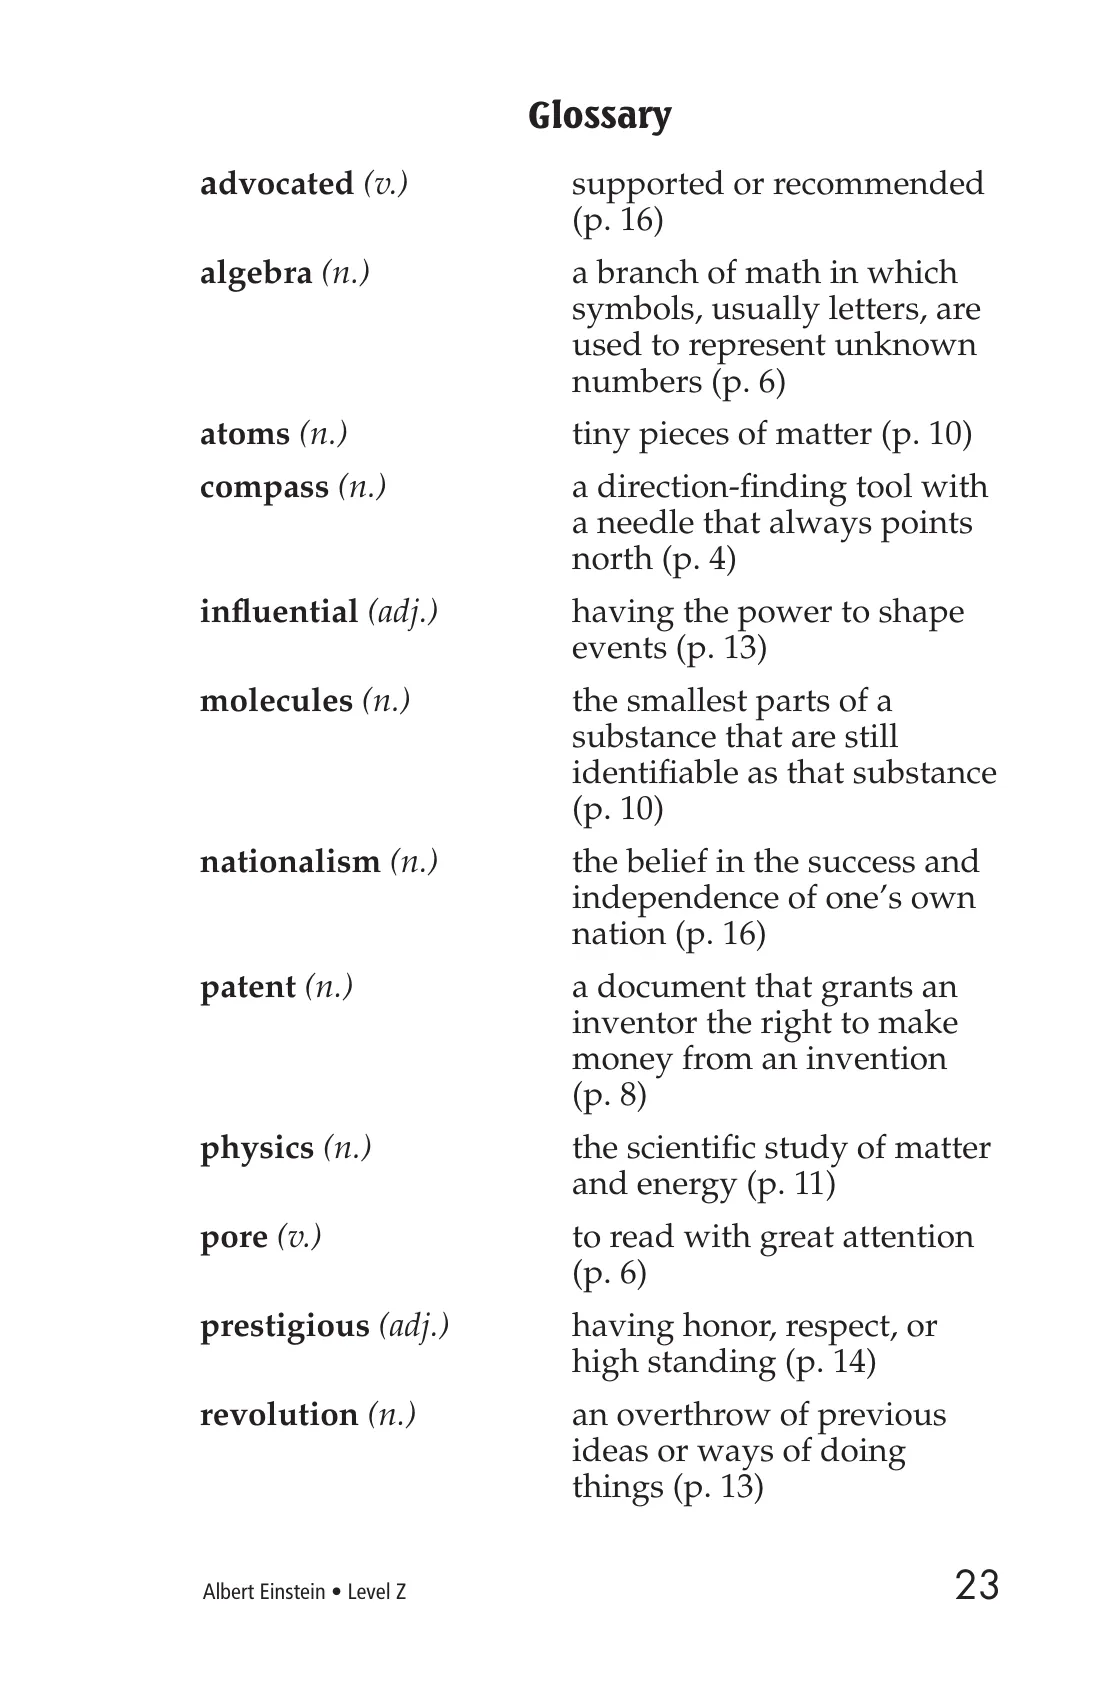 Glossary
advocated (v.) supported or recommended
(p. 16)
algebra (n.) a branch of math in which
symbols, usually letters, are
used to represent unknown
numbers (p. 6)
atoms (n.) tiny pieces of matter (p. 10)
compass (n.) a direction-finding tool with
a needle that always points
north (p. 4)
influential (adj.) having the power to shape
events (p. 13)
molecules (n.) the smallest parts of a
substance that are still
identifiable as that substance
(p. 10)
nationalism (n.) the belief in the success and
independence of one’s own
nation (p. 16)
patent (n.) a document that grants an
inventor the right to make
money from an invention
(p. 8)
physics (n.) the scientific study of matter
and energy (p. 11)
pore (v.) to read with great attention
(p. 6)
prestigious (adj.) having honor, respect, or
high standing (p. 14)
revolution (n.) an overthrow of previous
ideas or ways of doing
things (p. 13)
Albert Einstein • Level Z 23